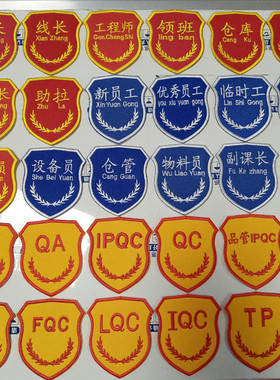 长
线长
Xian Zhang
工程师
Gon Cheng Shi
领班
ling ban
仓库
Cang Ku
长
助拉
Zhu La
新员工
Xin Yuan Gong
优秀员工
you xiu yuan gong
临时工
Lin Shi Gong
员
设备员
She Bei Yuan
仓管
Cang Guan
物料员
Wu Liao Yuan
副课长
Fu Ke zhang
QA
IPQC
QC
品管IPQC
FQC
LQC
IQC
TP